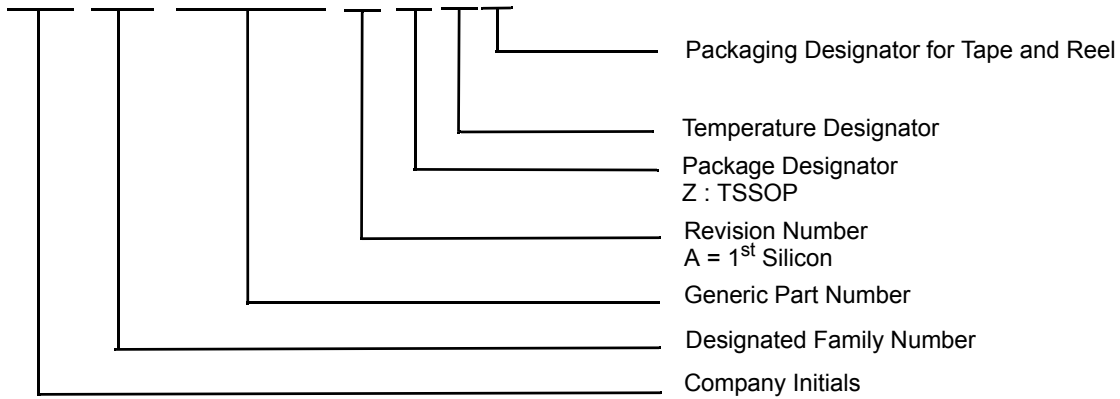 Packaging Designator for Tape and Reel
Temperature Designator
Package Designator
Z : TSSOP
Revision Number
A = 1st Silicon
Generic Part Number
Designated Family Number
Company Initials